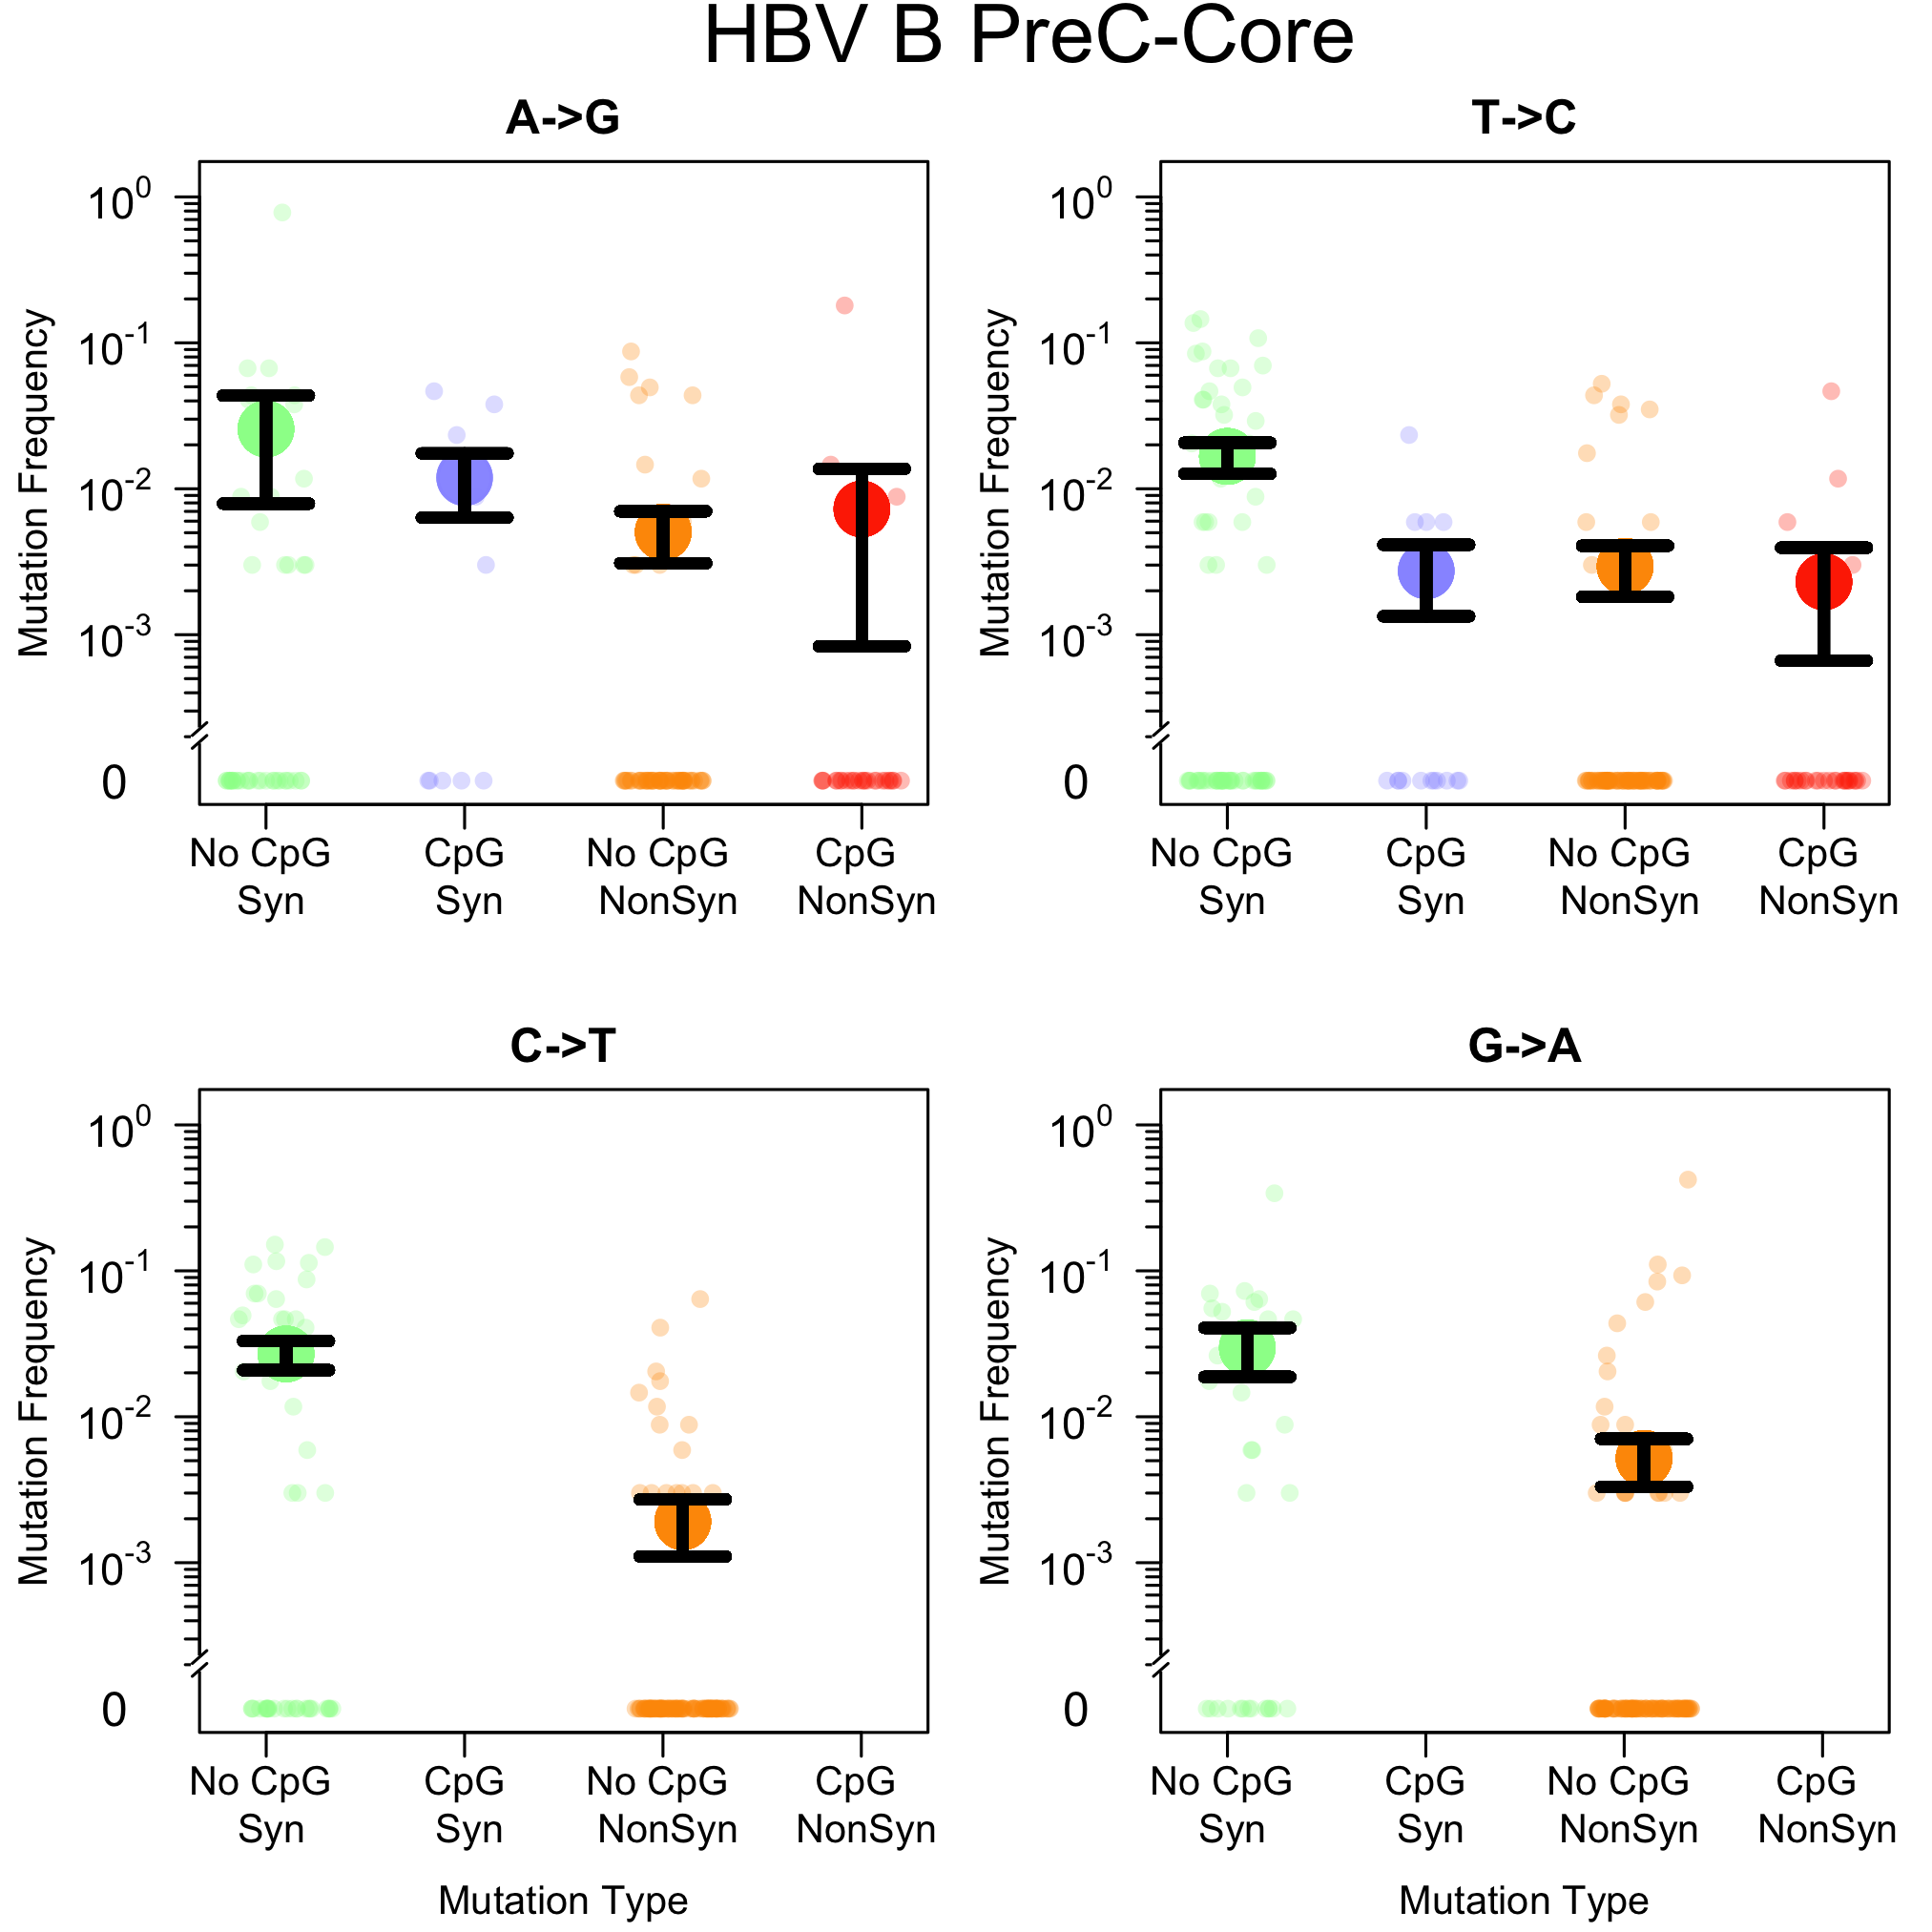 HBV B PreC-Core
A->G
T->C
Mutation Frequency
10^0
10^-1
10^-2
10^-3
0
No CpG CpG No CpG CpG
Syn Syn NonSyn NonSyn
Mutation Frequency
10^0
10^-1
10^-2
10^-3
0
No CpG CpG No CpG CpG
Syn Syn NonSyn NonSyn
C->T
G->A
Mutation Frequency
10^0
10^-1
10^-2
10^-3
0
No CpG CpG No CpG CpG
Syn Syn NonSyn NonSyn
Mutation Type
Mutation Frequency
10^0
10^-1
10^-2
10^-3
0
No CpG CpG No CpG CpG
Syn Syn NonSyn NonSyn
Mutation Type